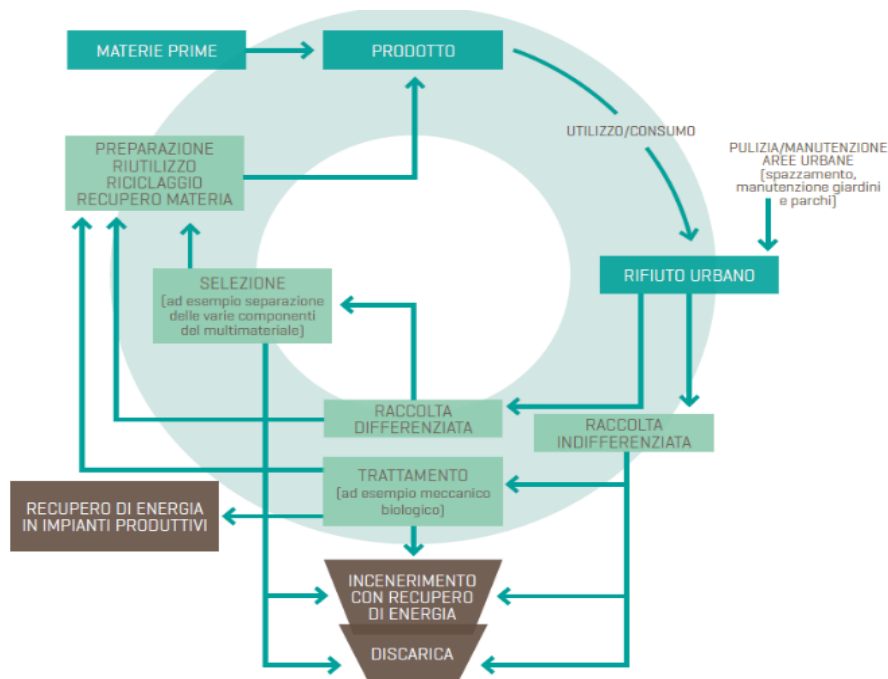 MATERIE PRIME
PRODOTTO
UTILIZZO/CONSUMO
PREPARAZIONE
RIUTILIZZO
RICICLAGGIO
RECUPERO MATERIA
PULIZIA/MANUTENZIONE
AREE URBANE
(spazzamento,
manutenzione giardini
e parchi)
RIFIUTO URBANO
SELEZIONE
(ad esempio separazione
delle varie componenti
del multimateriale)
RACCOLTA
DIFFERENZIATA
RACCOLTA
INDIFFERENZIATA
TRATTAMENTO
(ad esempio meccanico
biologico)
RECUPERO DI ENERGIA
IN IMPIANTI PRODUTTIVI
INCENERIMENTO
CON RECUPERO
DI ENERGIA
DISCARICA